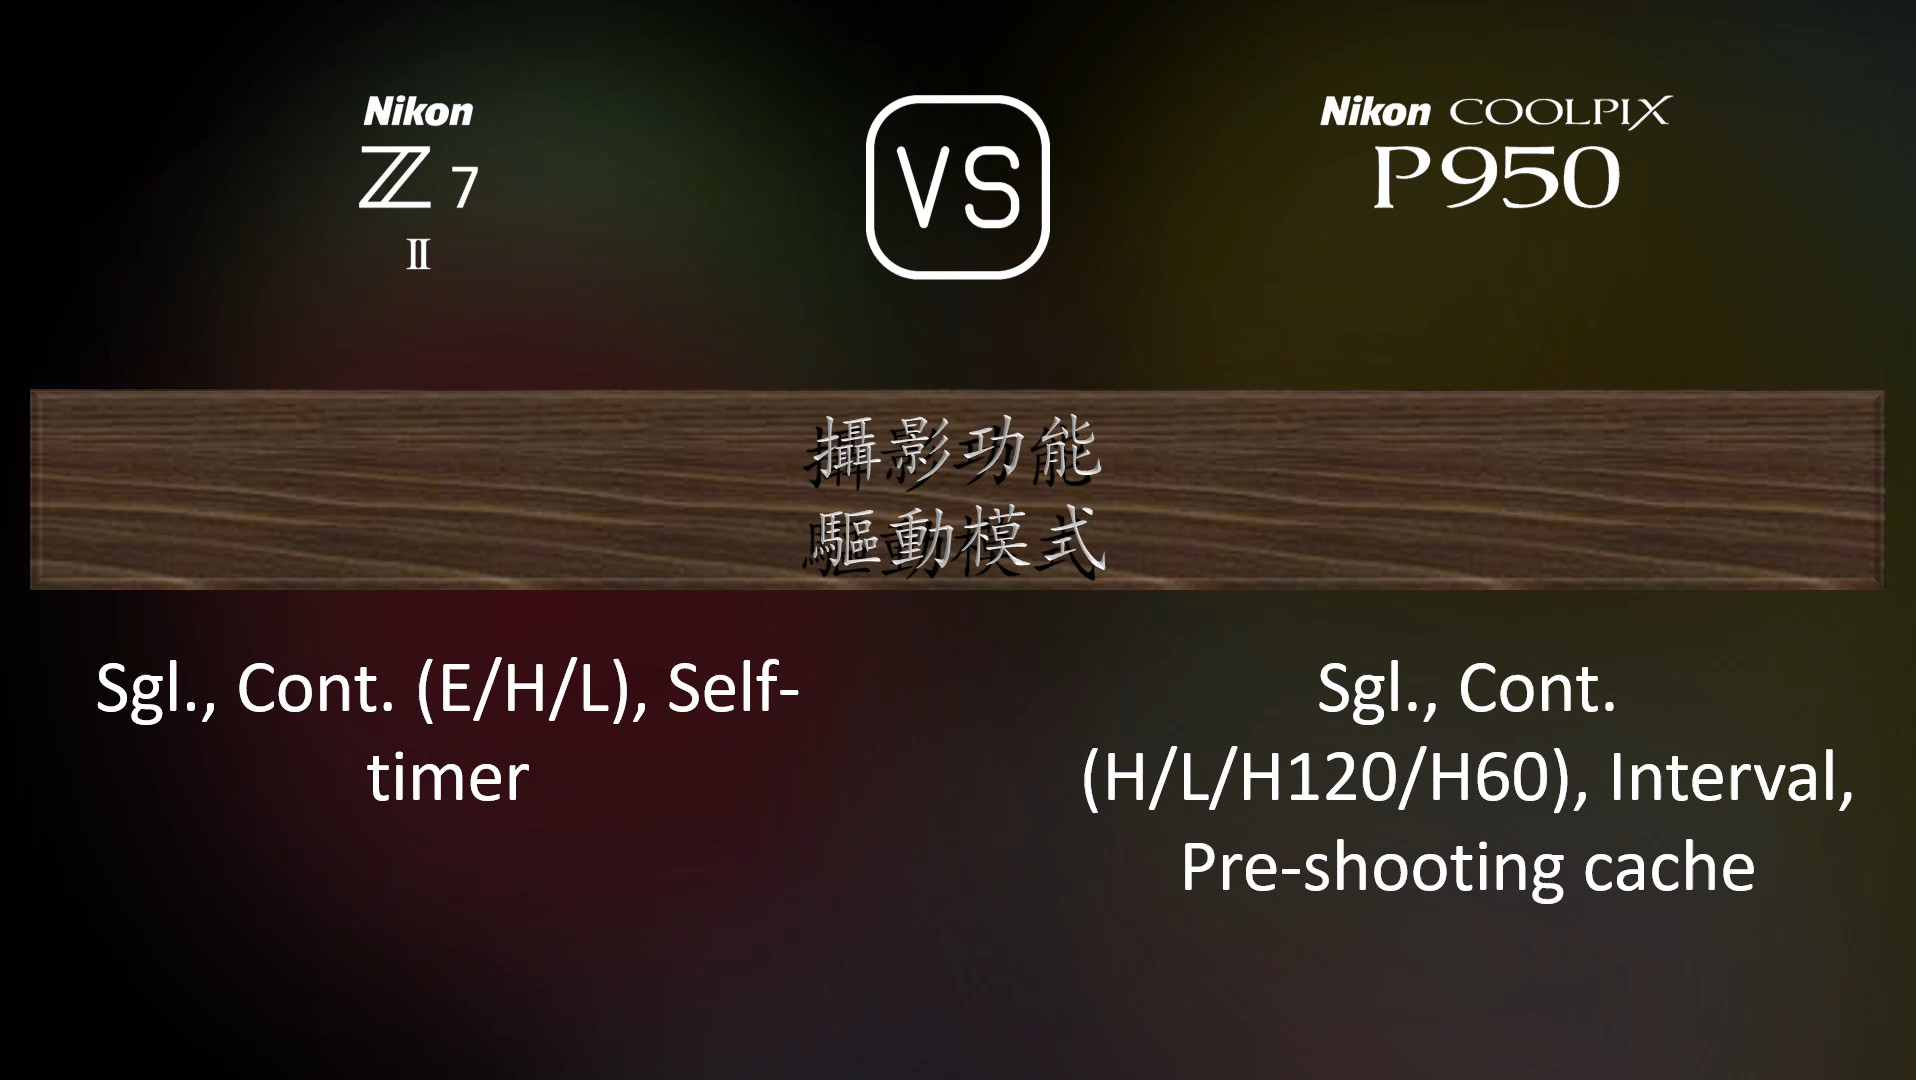 Nikon
Z 7
II
VS
Nikon COOLPIX
P950
攝影功能
驅動模式
Sgl., Cont. (E/H/L), Self-
timer
Sgl., Cont.
(H/L/H120/H60), Interval,
Pre-shooting cache